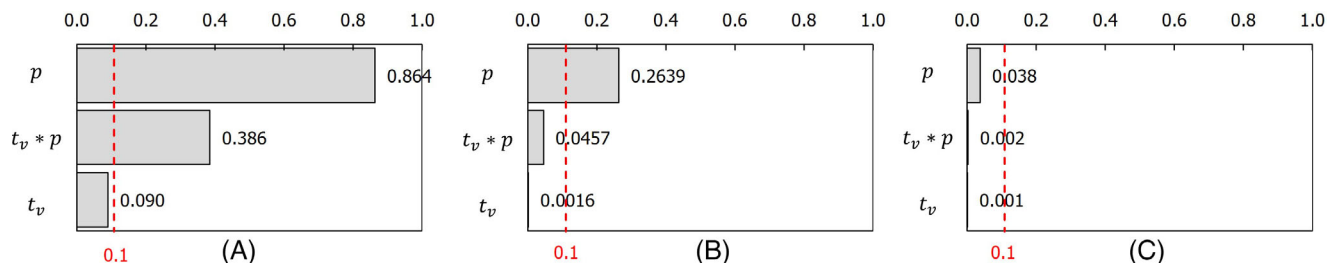 0.0 0.2 0.4 0.6 0.8 1.0
p 0.864
t_v * p 0.386
t_v 0.090
0.1 (A)
0.0 0.2 0.4 0.6 0.8 1.0
p 0.2639
t_v * p 0.0457
t_v 0.0016
0.1 (B)
0.0 0.2 0.4 0.6 0.8 1.0
p 0.038
t_v * p 0.002
t_v 0.001
0.1 (C)